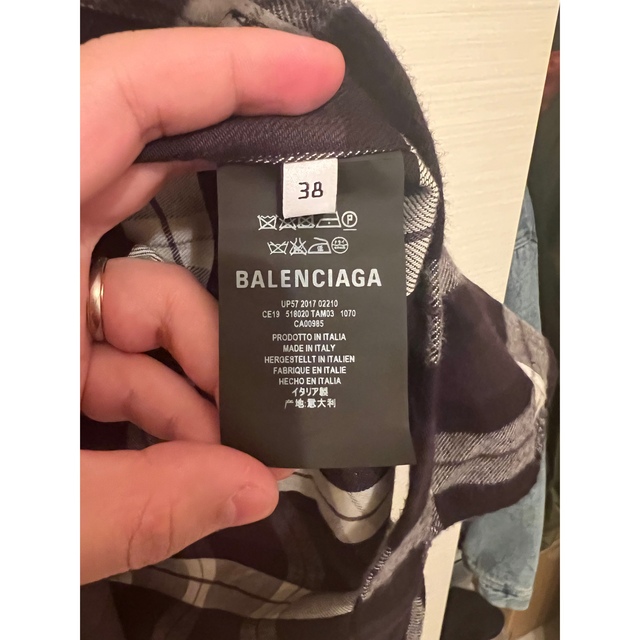 38
P
BALENCIAGA
UP57 2017 02210
CE19 518020 TAM03 1070
CA00985
PRODOTTO IN ITALIA
MADE IN ITALY
HERGESTELLT IN ITALIEN
FABRIQUE EN ITALIE
HECHO EN ITALIA
イタリア製
地:意大利